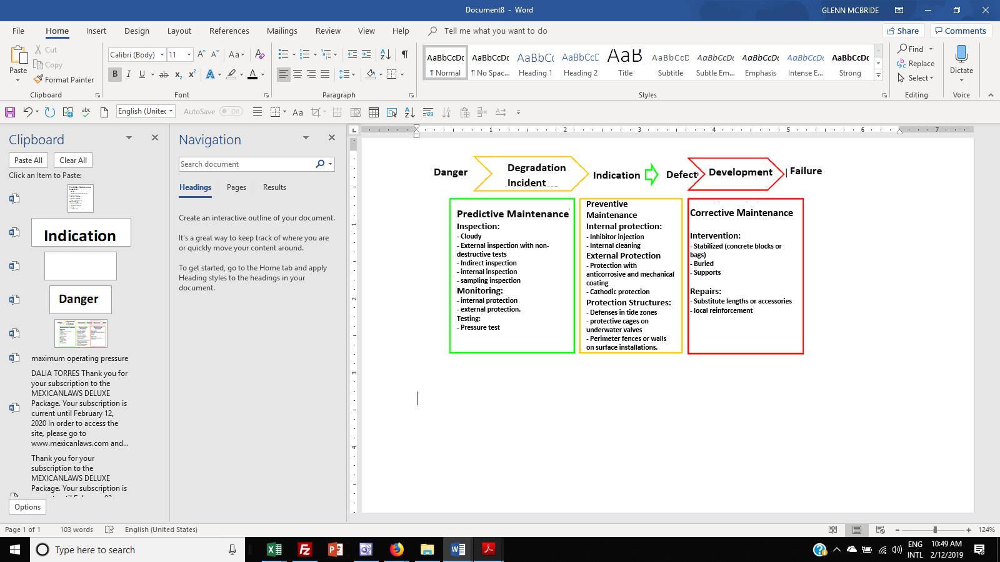 Document8 - Word
GLENN MCBRIDE
File Home Insert Design Layout References Mailings Review View Help Tell me what you want to do
Share Comments
Paste
Cut
Copy
Format Painter
Clipboard
Calibri (Body) 11
Font
Paragraph
AaBbCcDc AaBbCcDc AaBbCc AaBbCcD AaB AaBbCcD AaBbCcDc AaBbCcDc AaBbCcDc AaBbCcDc
¶ Normal ¶ No Spac... Heading 1 Heading 2 Title Subtitle Subtle Em... Emphasis Intense E... Strong
Styles
Find
Replace
Select
Editing
Dictate
Voice
English (Unitec
AutoSave Off
Clipboard
Paste All Clear All
Click an Item to Paste:
Indication
Danger
maximum operating pressure
DALIA TORRES Thank you for
your subscription to the
MEXICANLAWS DELUXE
Package. Your subscription is
current until February 12,
2020 In order to access the
site, please go to
www.mexicanlaws.com and...
Thank you for your
subscription to the
MEXICANLAWS DELUXE
Package. Your subscription is
Options
Navigation
Search document
Headings Pages Results
Create an interactive outline of your document.
It's a great way to keep track of where you are
or quickly move your content around.
To get started, go to the Home tab and apply
Heading styles to the headings in your
document.
1 2 3 4 5 6 7
Danger
Degradation
Incident
Indication
Defect
Development
Failure
Predictive Maintenance
Inspection:
- Cloudy
- External inspection with non-
destructive tests
- Indirect inspection
- internal inspection
- sampling inspection
Monitoring:
- internal protection
- external protection.
Testing:
- Pressure test
Preventive
Maintenance
Internal protection:
- Inhibitor injection
- Internal cleaning
External Protection
- Protection with
anticorrosive and mechanical
coating
- Cathodic protection
Protection Structures:
- Defenses in tide zones
- protective cages on
underwater valves
- Perimeter fences or walls
on surface installations.
Corrective Maintenance
Intervention:
- Stabilized (concrete blocks or
bags)
- Buried
- Supports
Repairs:
- Substitute lengths or accessories
- local reinforcement
Page 1 of 1 103 words English (United States)
124%
Type here to search
ENG
INTL
10:49 AM
2/12/2019